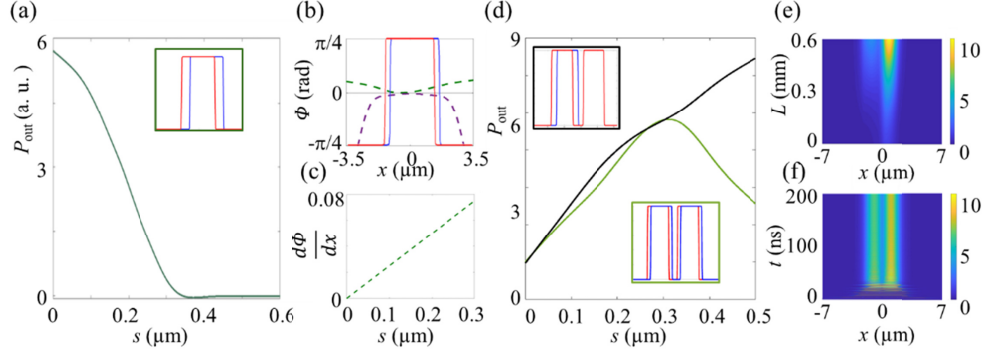 (a)
6
3
0
P_out (a. u.)
0 0.2 0.4 0.6
s (µm)
(b)
π/4
0
-π/4
Φ (rad)
-3.5 0 3.5
x (µm)
(c)
0.08
0
dΦ
dx
0 0.1 0.2 0.3
s (µm)
(d)
9
6
3
0
P_out
0 0.1 0.2 0.3 0.4 0.5
s (µm)
(e)
0.6
0.3
0
L (mm)
-7 0 7
x (µm)
10
5
0
(f)
200
100
0
t (ns)
-7 0 7
x (µm)
10
5
0